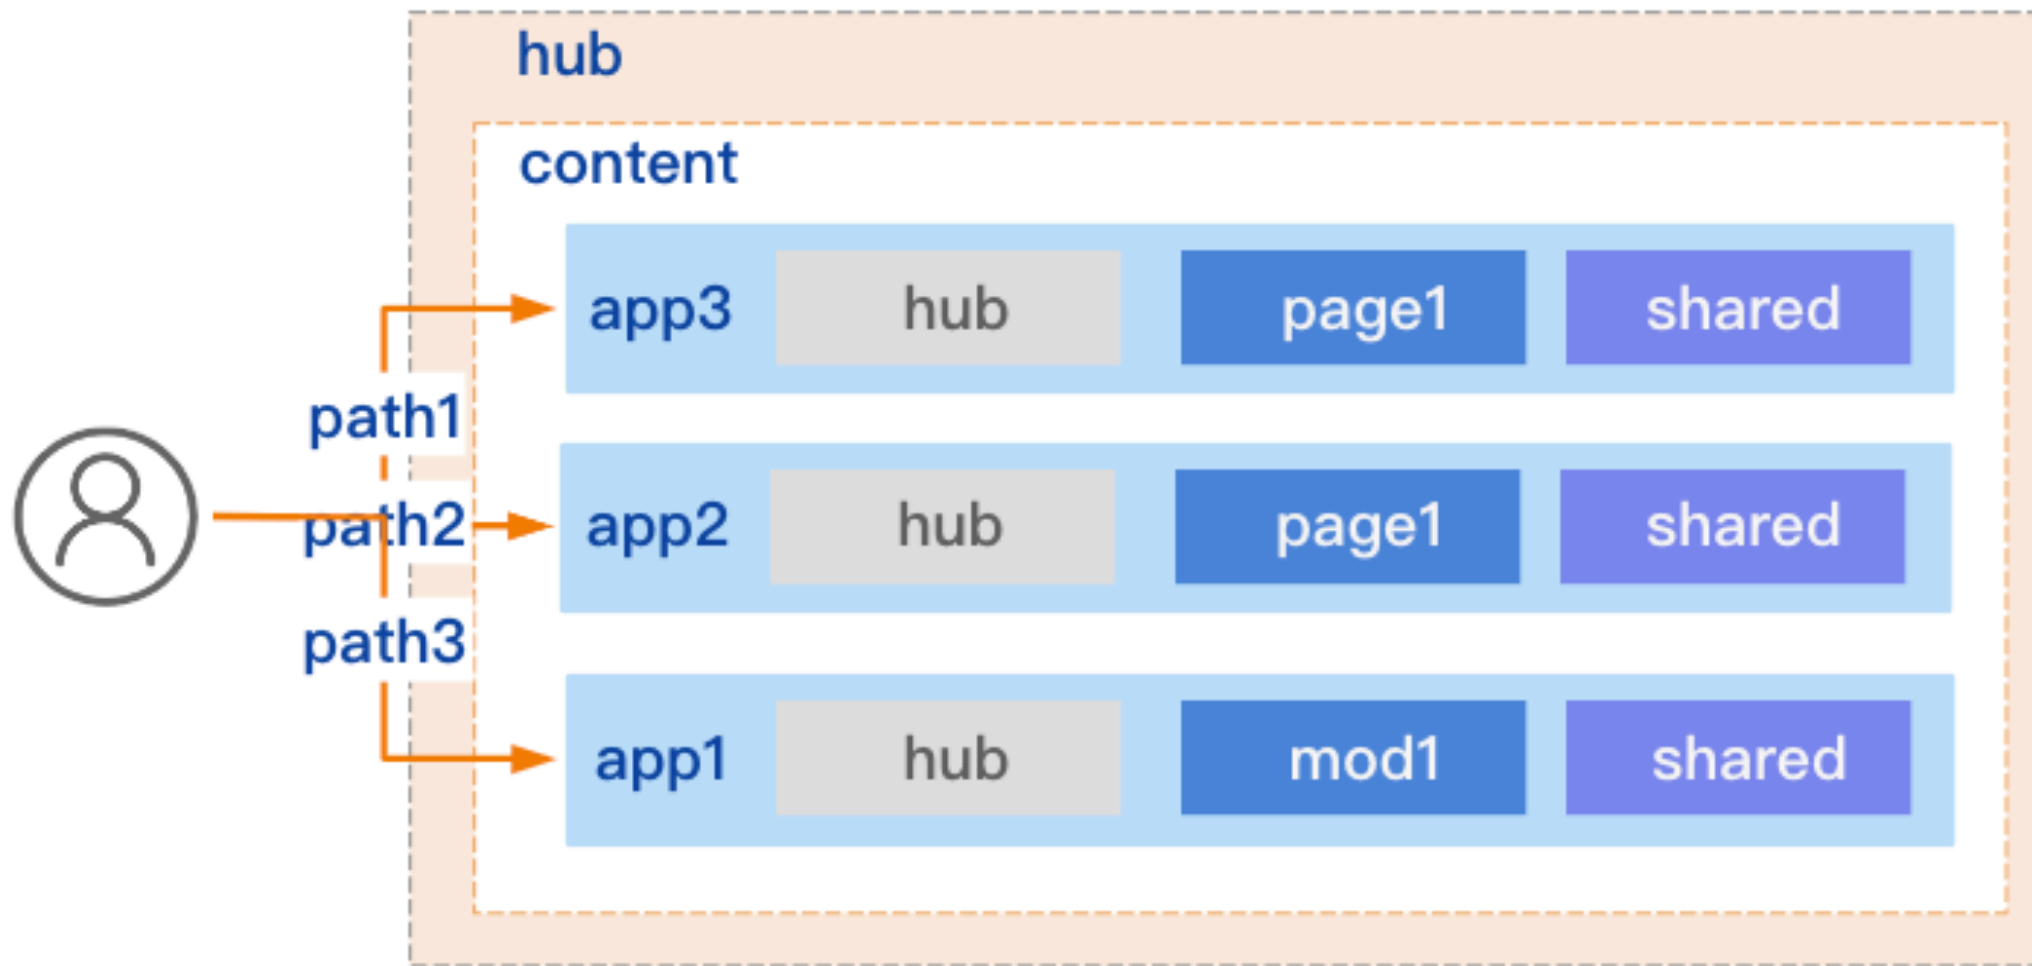 hub
content
app3 hub page1 shared
path1
path2 app2 hub page1 shared
path3
app1 hub mod1 shared